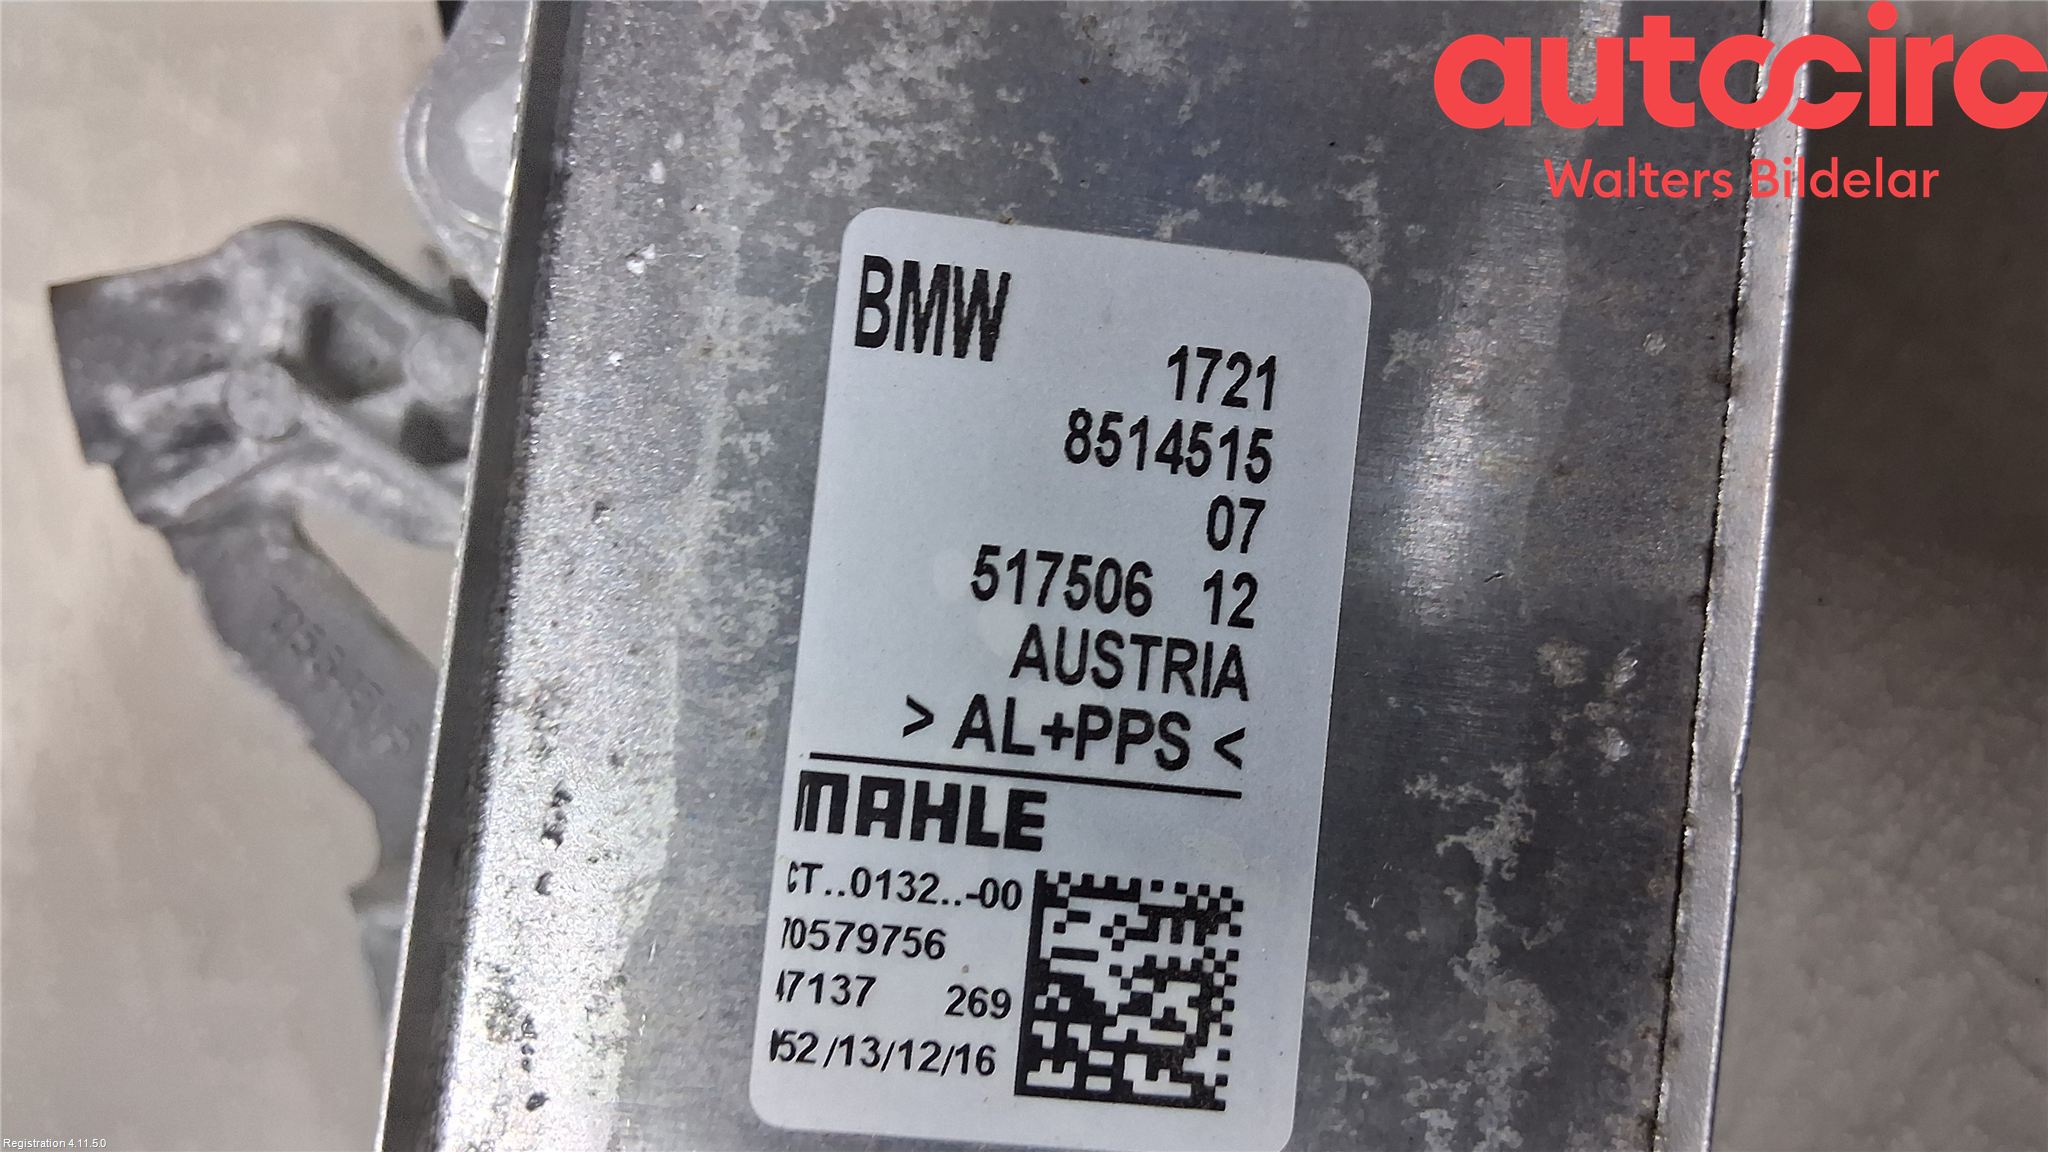 autocirc
Walters Bildelar
BMW
1721
8514515
07
517506 12
AUSTRIA
> AL+PPS <
MAHLE
CT..0132..-00
70579756
47137 269
/13/12/16
Registration 4.11.5.0